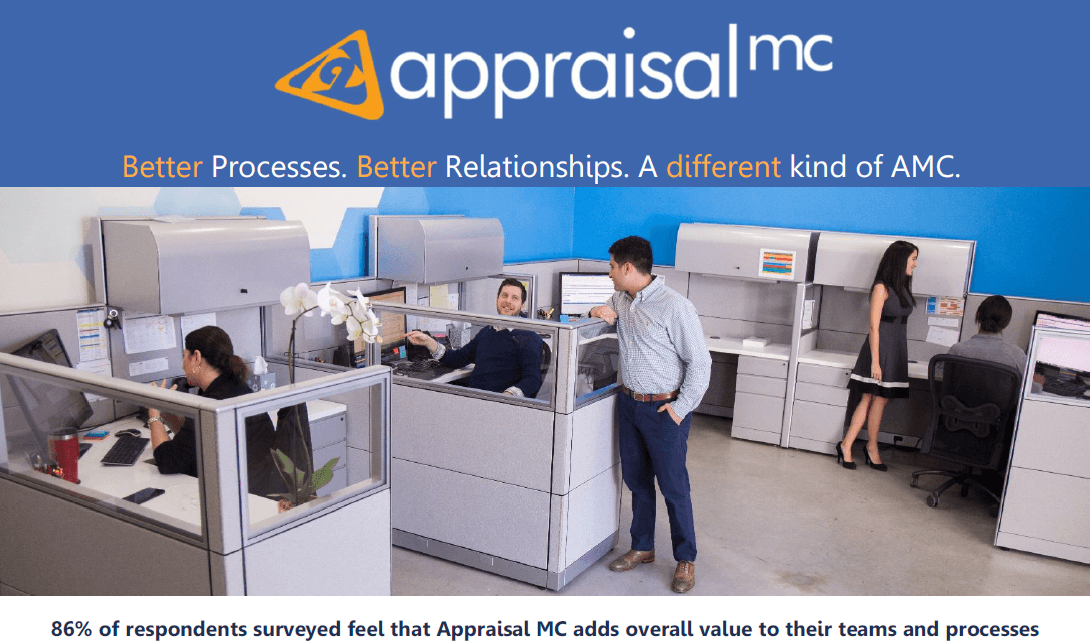 appraisal mc
Better Processes. Better Relationships. A different kind of AMC.
86% of respondents surveyed feel that Appraisal MC adds overall value to their teams and processes